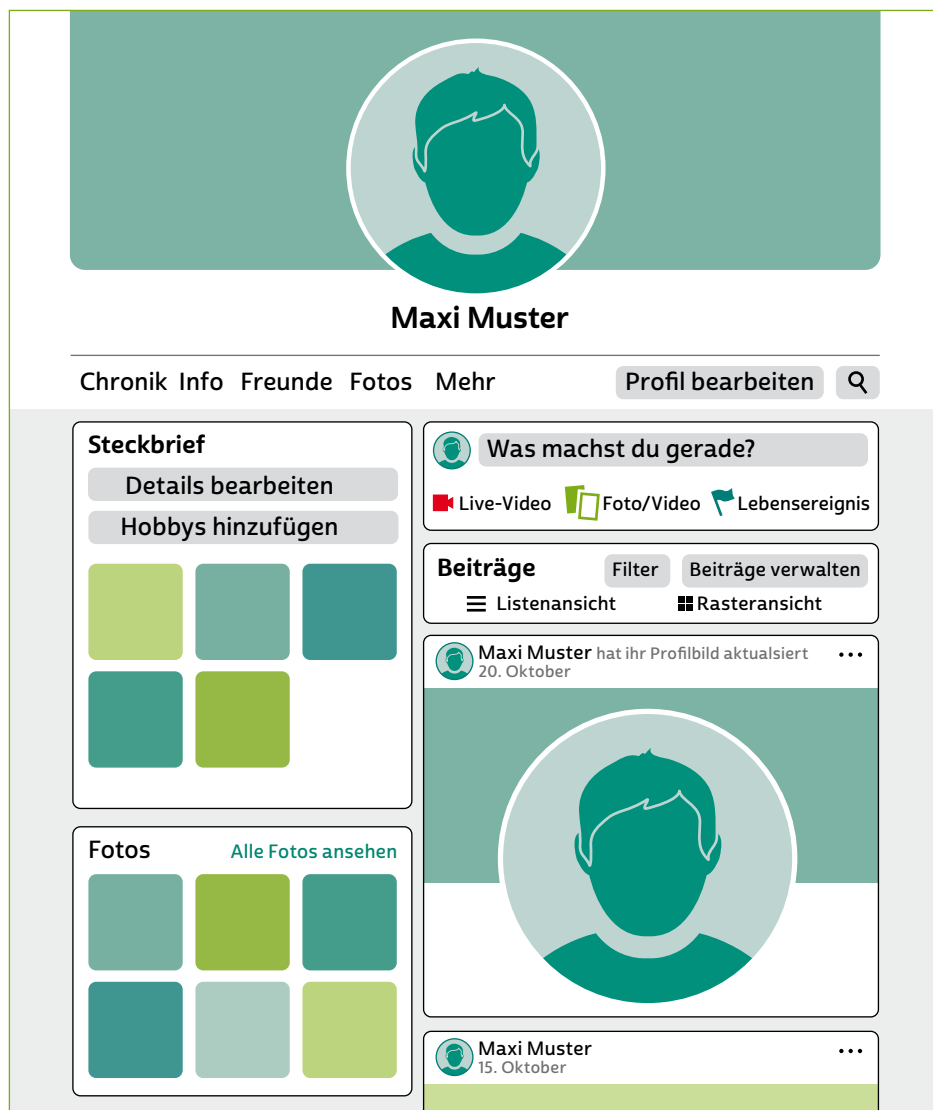 Maxi Muster
Chronik Info Freunde Fotos Mehr Profil bearbeiten
Steckbrief
Details bearbeiten
Hobbys hinzufügen
Fotos Alle Fotos ansehen
Was machst du gerade?
Live-Video Foto/Video Lebensereignis
Beiträge Filter Beiträge verwalten
Listenansicht Rasteransicht
Maxi Muster hat ihr Profilbild aktualsiert
20. Oktober
Maxi Muster
15. Oktober